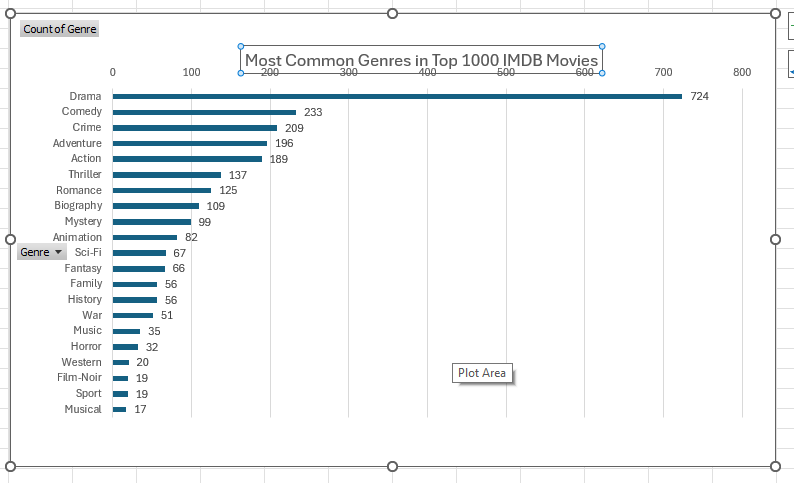 Count of Genre
Most Common Genres in Top 1000 IMDB Movies
0 100 200 300 400 500 600 700 800
Drama 724
Comedy 233
Crime 209
Adventure 196
Action 189
Thriller 137
Romance 125
Biography 109
Mystery 99
Animation 82
Genre Sci-Fi 67
Fantasy 66
Family 56
History 56
War 51
Music 35
Horror 32
Western 20
Plot Area
Film-Noir 19
Sport 19
Musical 17